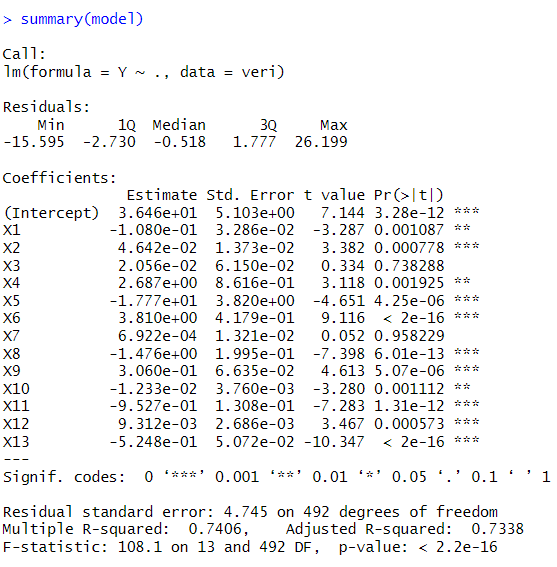 > summary(model)
Call:
lm(formula = Y ~ ., data = veri)
Residuals:
    Min      1Q  Median      3Q     Max
-15.595  -2.730  -0.518   1.777  26.199
Coefficients:
              Estimate Std. Error t value Pr(>|t|)
(Intercept)  3.646e+01  5.103e+00   7.144 3.28e-12 ***
X1          -1.080e-01  3.286e-02  -3.287 0.001087 **
X2           4.642e-02  1.373e-02   3.382 0.000778 ***
X3           2.056e-02  6.150e-02   0.334 0.738288
X4           2.687e+00  8.616e-01   3.118 0.001925 **
X5          -1.777e+01  3.820e+00  -4.651 4.25e-06 ***
X6           3.810e+00  4.179e-01   9.116  < 2e-16 ***
X7           6.922e-04  1.321e-02   0.052 0.958229
X8          -1.476e+00  1.995e-01  -7.398 6.01e-13 ***
X9           3.060e-01  6.635e-02   4.613 5.07e-06 ***
X10         -1.233e-02  3.760e-03  -3.280 0.001112 **
X11         -9.527e-01  1.308e-01  -7.283 1.31e-12 ***
X12          9.312e-03  2.686e-03   3.467 0.000573 ***
X13         -5.248e-01  5.072e-02 -10.347  < 2e-16 ***
---
Signif. codes:  0 ‘***’ 0.001 ‘**’ 0.01 ‘*’ 0.05 ‘.’ 0.1 ‘ ’ 1
Residual standard error: 4.745 on 492 degrees of freedom
Multiple R-squared:  0.7406,    Adjusted R-squared:  0.7338
F-statistic: 108.1 on 13 and 492 DF,  p-value: < 2.2e-16